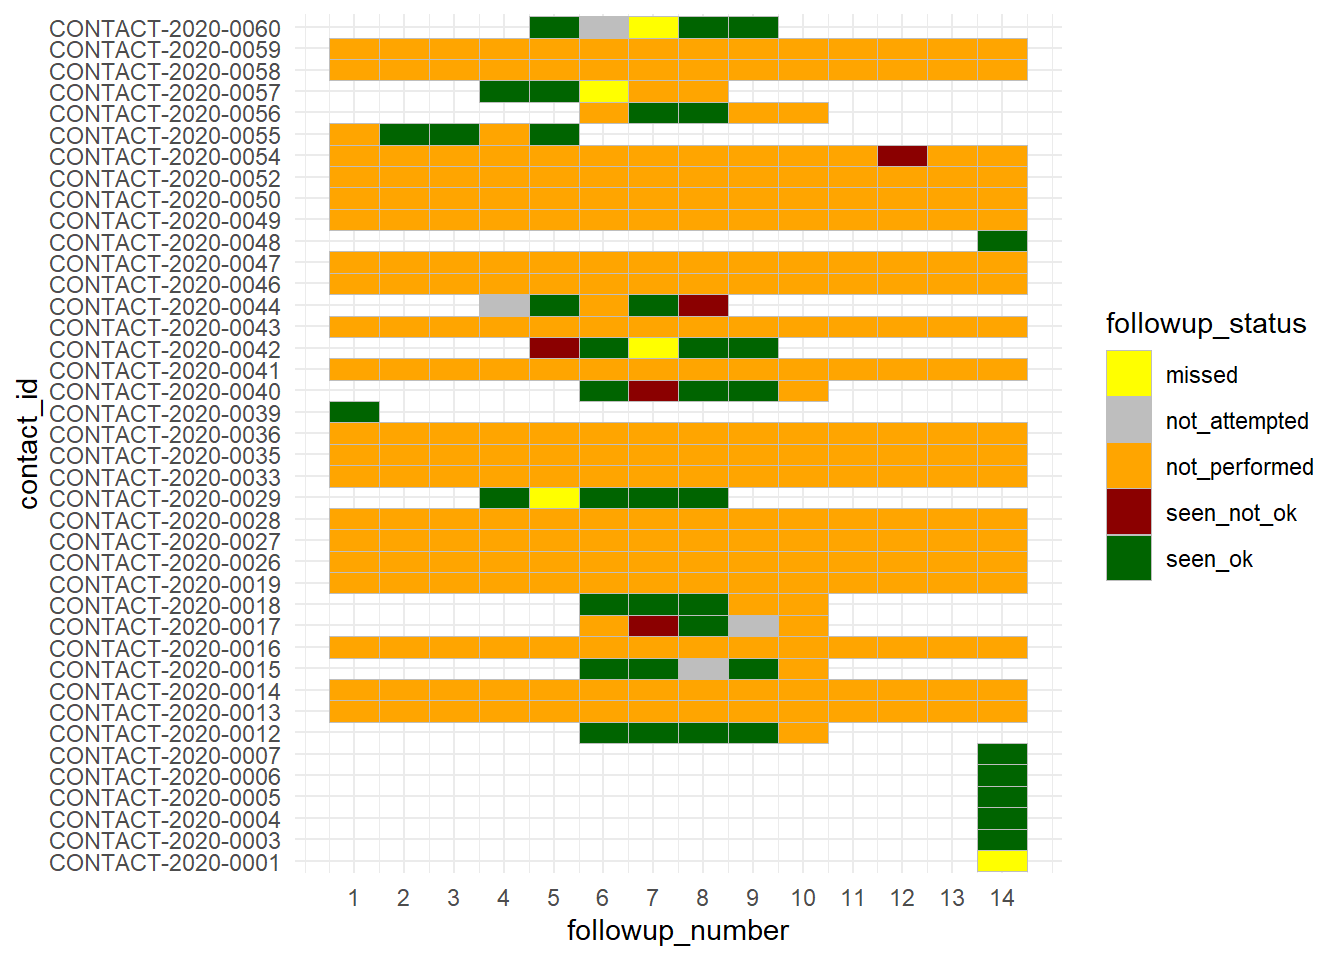 CONTACT-2020-0060
CONTACT-2020-0059
CONTACT-2020-0058
CONTACT-2020-0057
CONTACT-2020-0056
CONTACT-2020-0055
CONTACT-2020-0054
CONTACT-2020-0052
CONTACT-2020-0050
CONTACT-2020-0049
CONTACT-2020-0048
CONTACT-2020-0047
CONTACT-2020-0046
CONTACT-2020-0044
CONTACT-2020-0043
CONTACT-2020-0042
CONTACT-2020-0041
CONTACT-2020-0040
CONTACT-2020-0039
CONTACT-2020-0036
CONTACT-2020-0035
CONTACT-2020-0033
CONTACT-2020-0029
CONTACT-2020-0028
CONTACT-2020-0027
CONTACT-2020-0026
CONTACT-2020-0019
CONTACT-2020-0018
CONTACT-2020-0017
CONTACT-2020-0016
CONTACT-2020-0015
CONTACT-2020-0014
CONTACT-2020-0013
CONTACT-2020-0012
CONTACT-2020-0007
CONTACT-2020-0006
CONTACT-2020-0005
CONTACT-2020-0004
CONTACT-2020-0003
CONTACT-2020-0001
contact_id
1 2 3 4 5 6 7 8 9 10 11 12 13 14
followup_number
followup_status
missed
not_attempted
not_performed
seen_not_ok
seen_ok